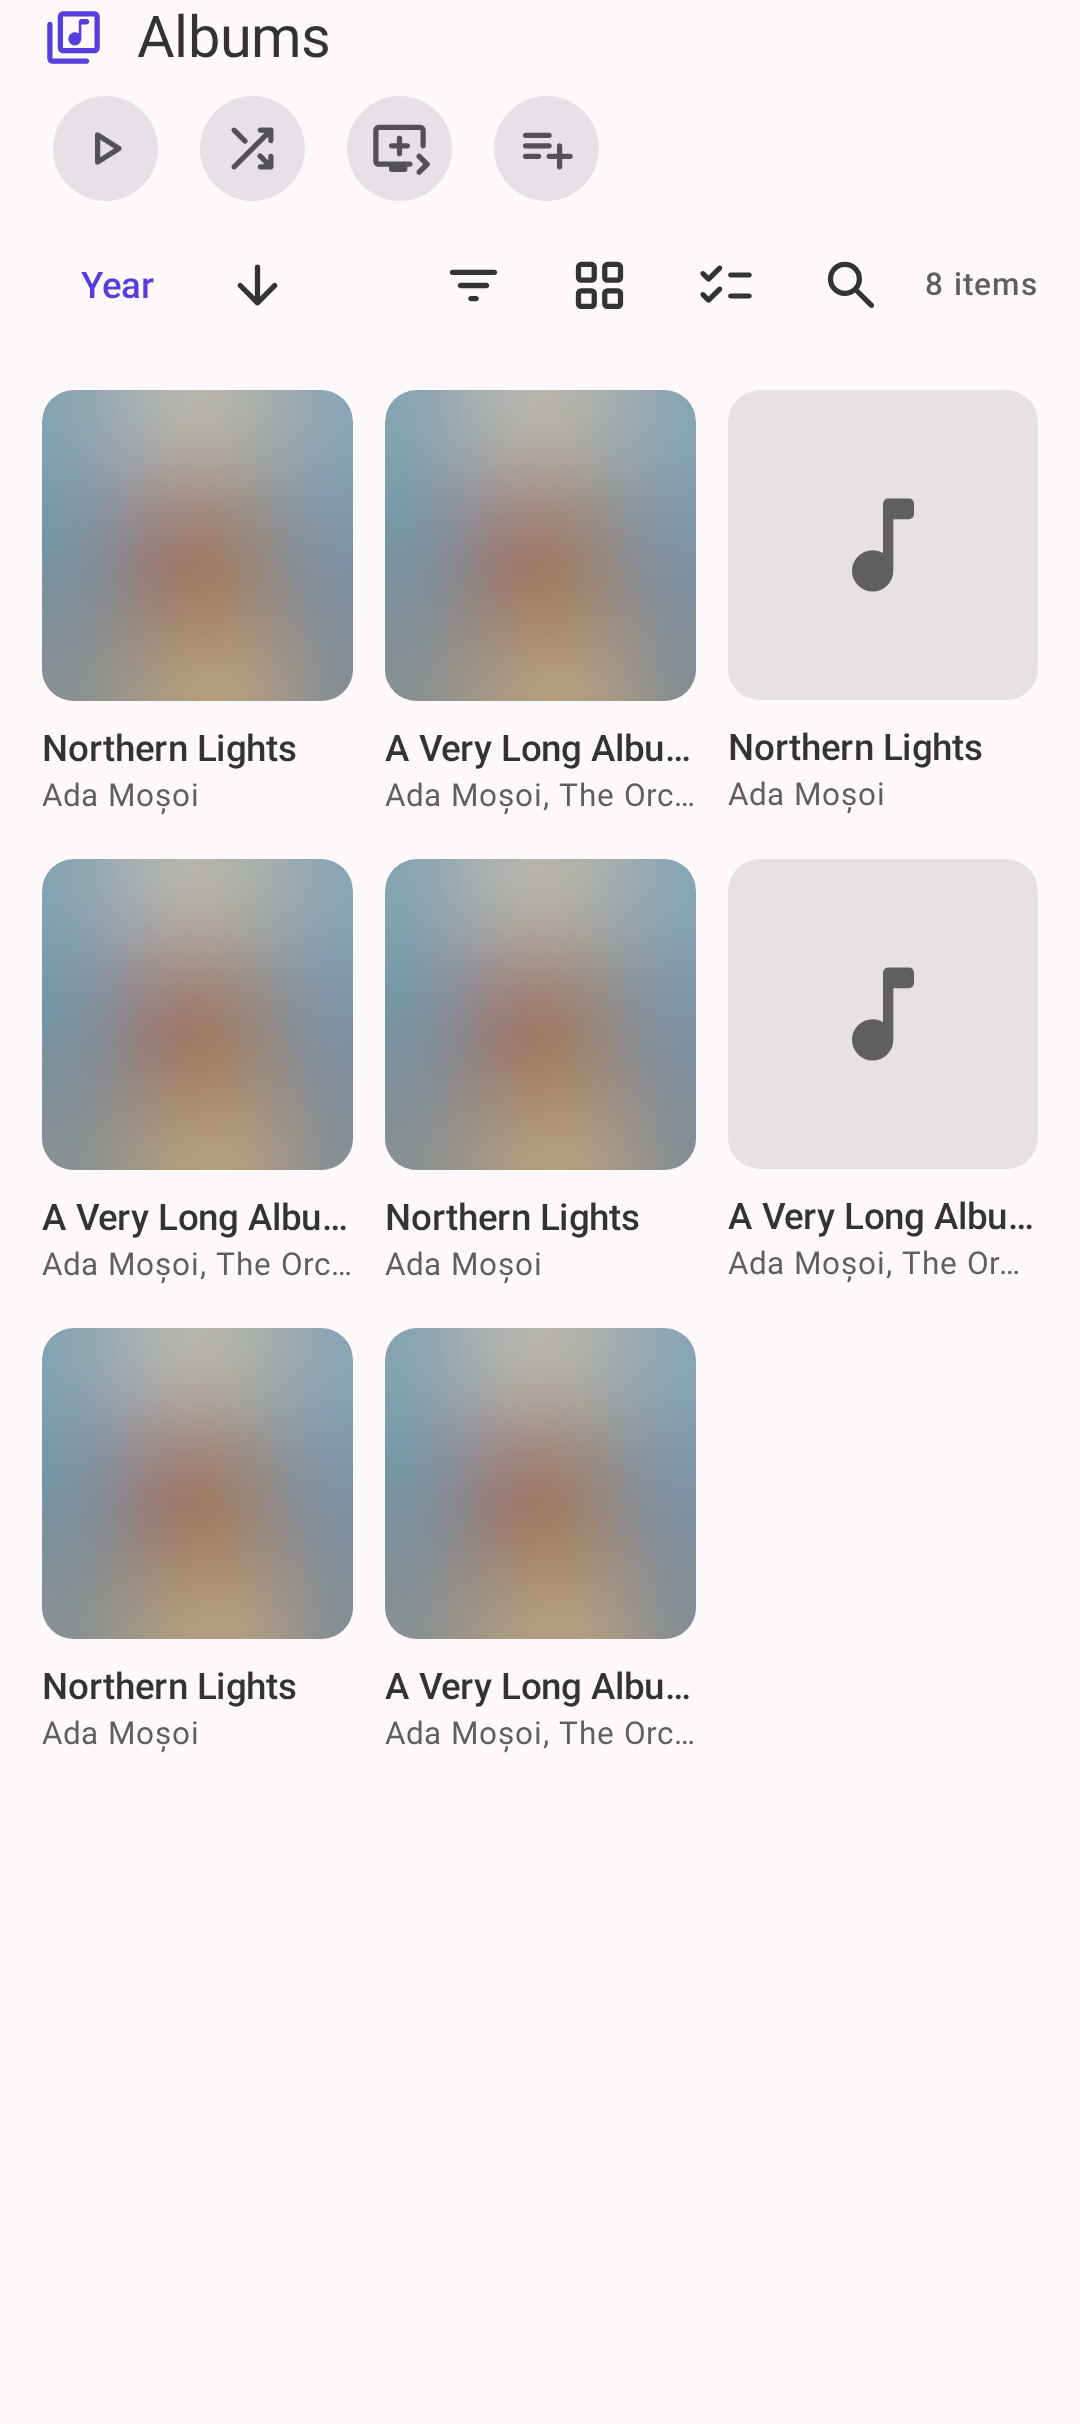 Albums
Year
8 items
Northern Lights
Ada Moșoi
A Very Long Albu...
Ada Moșoi, The Orc...
Northern Lights
Ada Moșoi
A Very Long Albu...
Ada Moșoi, The Orc...
Northern Lights
Ada Moșoi
A Very Long Albu...
Ada Moșoi, The Or...
Northern Lights
Ada Moșoi
A Very Long Albu...
Ada Moșoi, The Orc...